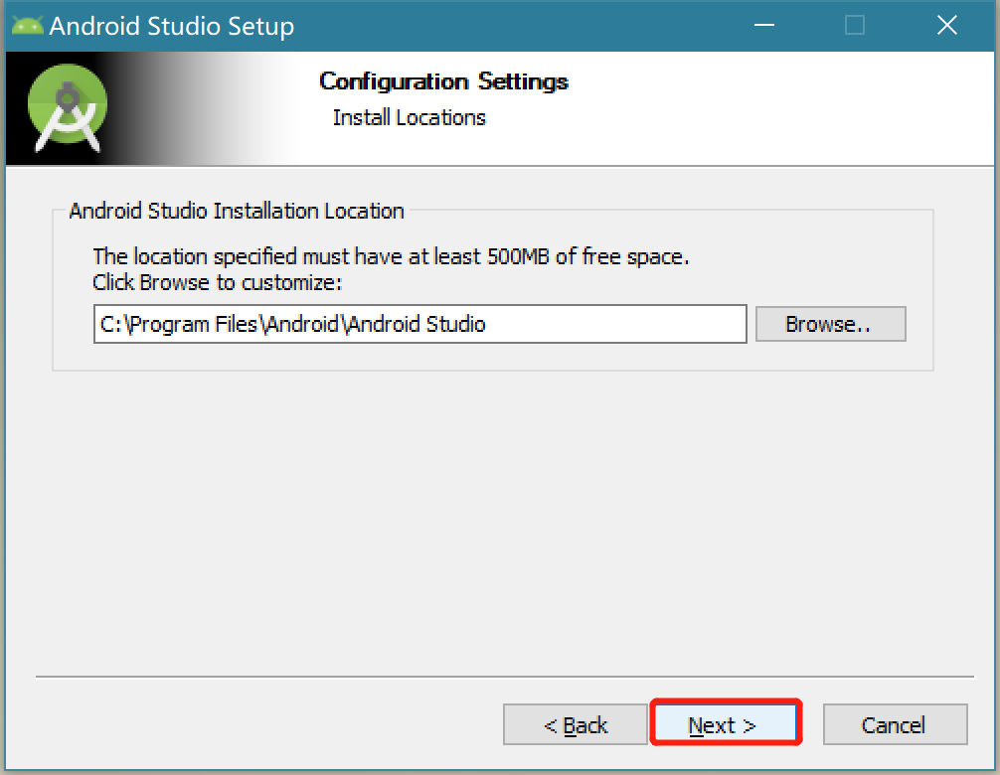 Android Studio Setup
Configuration Settings
Install Locations
Android Studio Installation Location
The location specified must have at least 500MB of free space.
Click Browse to customize:
C:\Program Files\Android\Android Studio
Browse..
< Back
Next >
Cancel